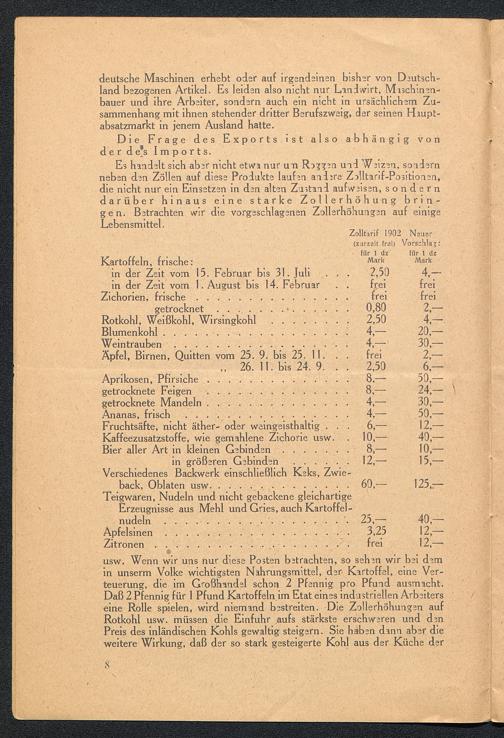 deutsche Maschinen erhebt oder auf irgendeinen bisher von Deutsch-
land bezogenen Artikel. Es leiden also nicht nur Landwirt, Maschinen-
bauer und ihre Arbeiter, sondern auch ein nicht in ursächlichem Zu-
sammenhang mit ihnen stehender dritter Berufszweig, der seinen Haupt-
absatzmarkt in jenem Ausland hatte.
Die Frage des Exports ist also abhängig von
der des Imports.
Es handelt sich aber nicht etwa nur um Roggen und Weizen, sondern
neben den Zöllen auf diese Produkte laufen andere Zolltarif-Positionen,
die nicht nur ein Einsetzen in den alten Zustand aufweisen, sondern
darüber hinaus eine starke Zollerhöhung brin-
gen. Betrachten wir die vorgeschlagenen Zollerhöhungen auf einige
Lebensmittel.
Zolltarif 1902 Neuer
(zurzeit frei) Vorschlag:
für 1 dz für 1 dz
Mark Mark
Kartoffeln, frische:
in der Zeit vom 15. Februar bis 31. Juli . . . 2,50 4,—
in der Zeit vom 1. August bis 14. Februar . . frei frei
Zichorien, frische . . . . . . . . . . . . frei frei
getrocknet . . . . . . . . . . . 0,80 2,—
Rotkohl, Weißkohl, Wirsingkohl . . . . . . . 2,50 4,—
Blumenkohl . . . . . . . . . . . . . . 4,— 20,—
Weintrauben . . . . . . . . . . . . . . 4,— 30,—
Äpfel, Birnen, Quitten vom 25. 9. bis 25. 11. . . frei 2,—
„ 26. 11. bis 24. 9. . . 2,50 6,—
Aprikosen, Pfirsiche . . . . . . . . . . . 8,— 50,—
getrocknete Feigen . . . . . . . . . . . 8,— 24,—
getrocknete Mandeln . . . . . . . . . . . 4,— 30,—
Ananas, frisch . . . . . . . . . . . . . 4,— 50,—
Fruchtsäfte, nicht äther- oder weingeisthaltig . . . 6,— 12,—
Kaffeezusatzstoffe, wie gemahlene Zichorie usw. . . 10,— 40,—
Bier aller Art in kleinen Gebinden . . . . . . 8,— 10,—
in größeren Gebinden . . . . . . 12,— 15,—
Verschiedenes Backwerk einschließlich Keks, Zwie-
back, Oblaten usw. . . . . . . . . . . . 60,— 125,—
Teigwaren, Nudeln und nicht gebackene gleichartige
Erzeugnisse aus Mehl und Gries, auch Kartoffel-
nudeln . . . . . . . . . . . . . . 25,— 40,—
Apfelsinen . . . . . . . . . . . . . . 3,25 12,—
Zitronen . . . . . . . . . . . . . . . frei 12,—
usw. Wenn wir uns nur diese Posten betrachten, so sehen wir bei dem
in unserm Volke wichtigsten Nahrungsmittel, der Kartoffel, eine Ver-
teuerung, die im Großhandel schon 2 Pfennig pro Pfund ausmacht.
Daß 2 Pfennig für 1 Pfund Kartoffeln im Etat eines industriellen Arbeiters
eine Rolle spielen, wird niemand bestreiten. Die Zollerhöhungen auf
Rotkohl usw. müssen die Einfuhr aufs stärkste erschweren und den
Preis des inländischen Kohls gewaltig steigern. Sie haben dann aber die
weitere Wirkung, daß der so stark gesteigerte Kohl aus der Küche der
8